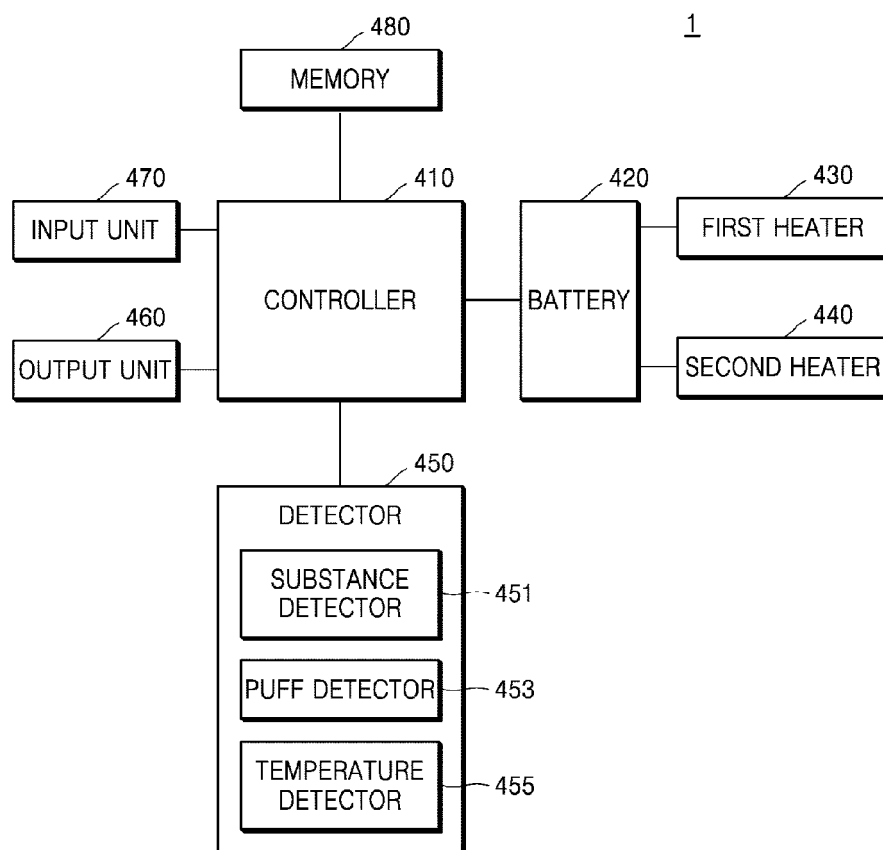 1
480
MEMORY
470
INPUT UNIT
410
CONTROLLER
420
BATTERY
430
FIRST HEATER
460
OUTPUT UNIT
440
SECOND HEATER
450
DETECTOR
SUBSTANCE
DETECTOR
451
PUFF DETECTOR
453
TEMPERATURE
DETECTOR
455